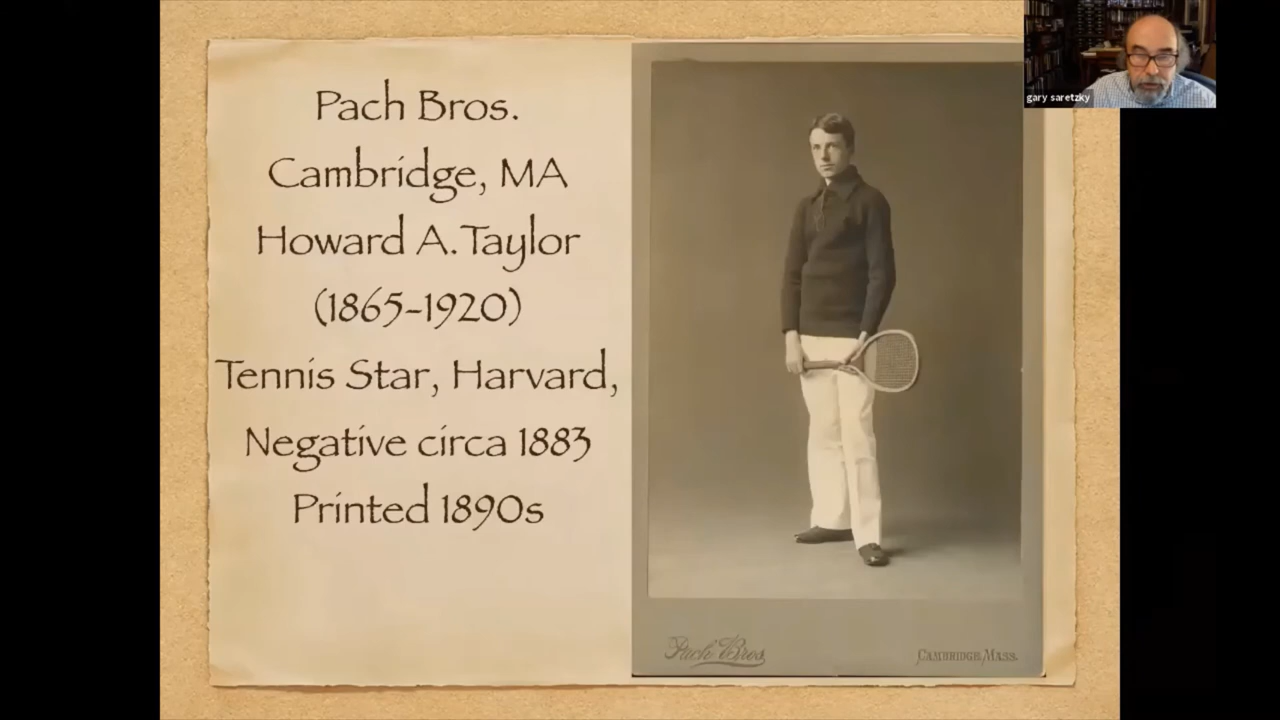 Pach Bros.
Cambridge, MA
Howard A. Taylor
(1865-1920)
Tennis Star, Harvard,
Negative circa 1883
Printed 1890s
gary saretzky
Pach Bros.
CAMBRIDGE, MASS.